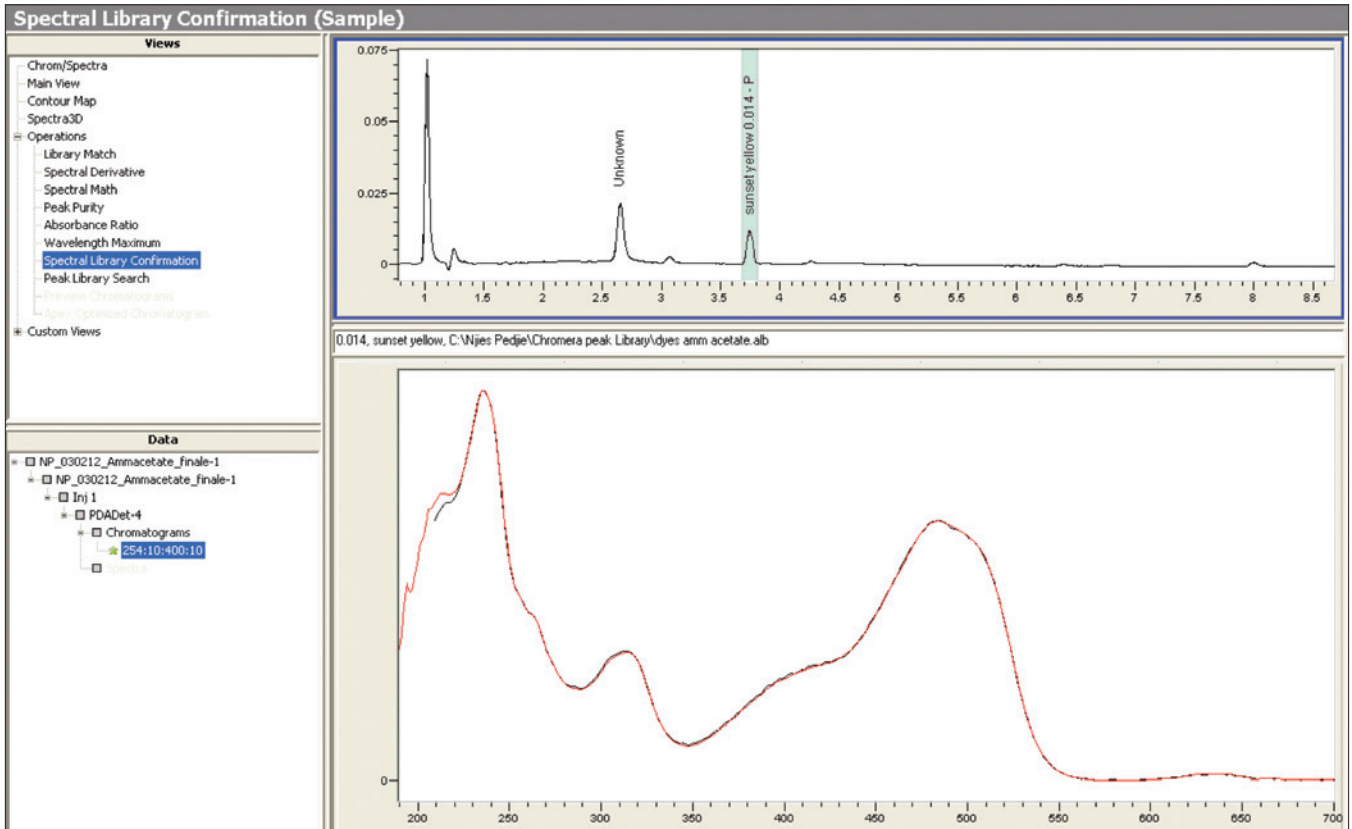 Spectral Library Confirmation (Sample)
Views
Chrom/Spectra
Main View
Contour Map
Spectra3D
Operations
Library Match
Spectral Derivative
Spectral Math
Peak Purity
Absorbance Ratio
Wavelength Maximum
Spectral Library Confirmation
Peak Library Search
Preview Chromatograms
Apex Optimized Chromatogram
Custom Views
Data
NP_030212_Ammacetate_finale-1
NP_030212_Ammacetate_finale-1
Inj 1
PDADet-4
Chromatograms
254:10:400:10
Spectra
0.075
0.05
0.025
0
Unknown
sunset yellow 0.014 - P
1 1.5 2 2.5 3 3.5 4 4.5 5 5.5 6 6.5 7 7.5 8 8.5
0.014, sunset yellow, C:\Njies Pedjie\Chromera peak Library\dyes amm acetate.alb
0
200 250 300 350 400 450 500 550 600 650 700